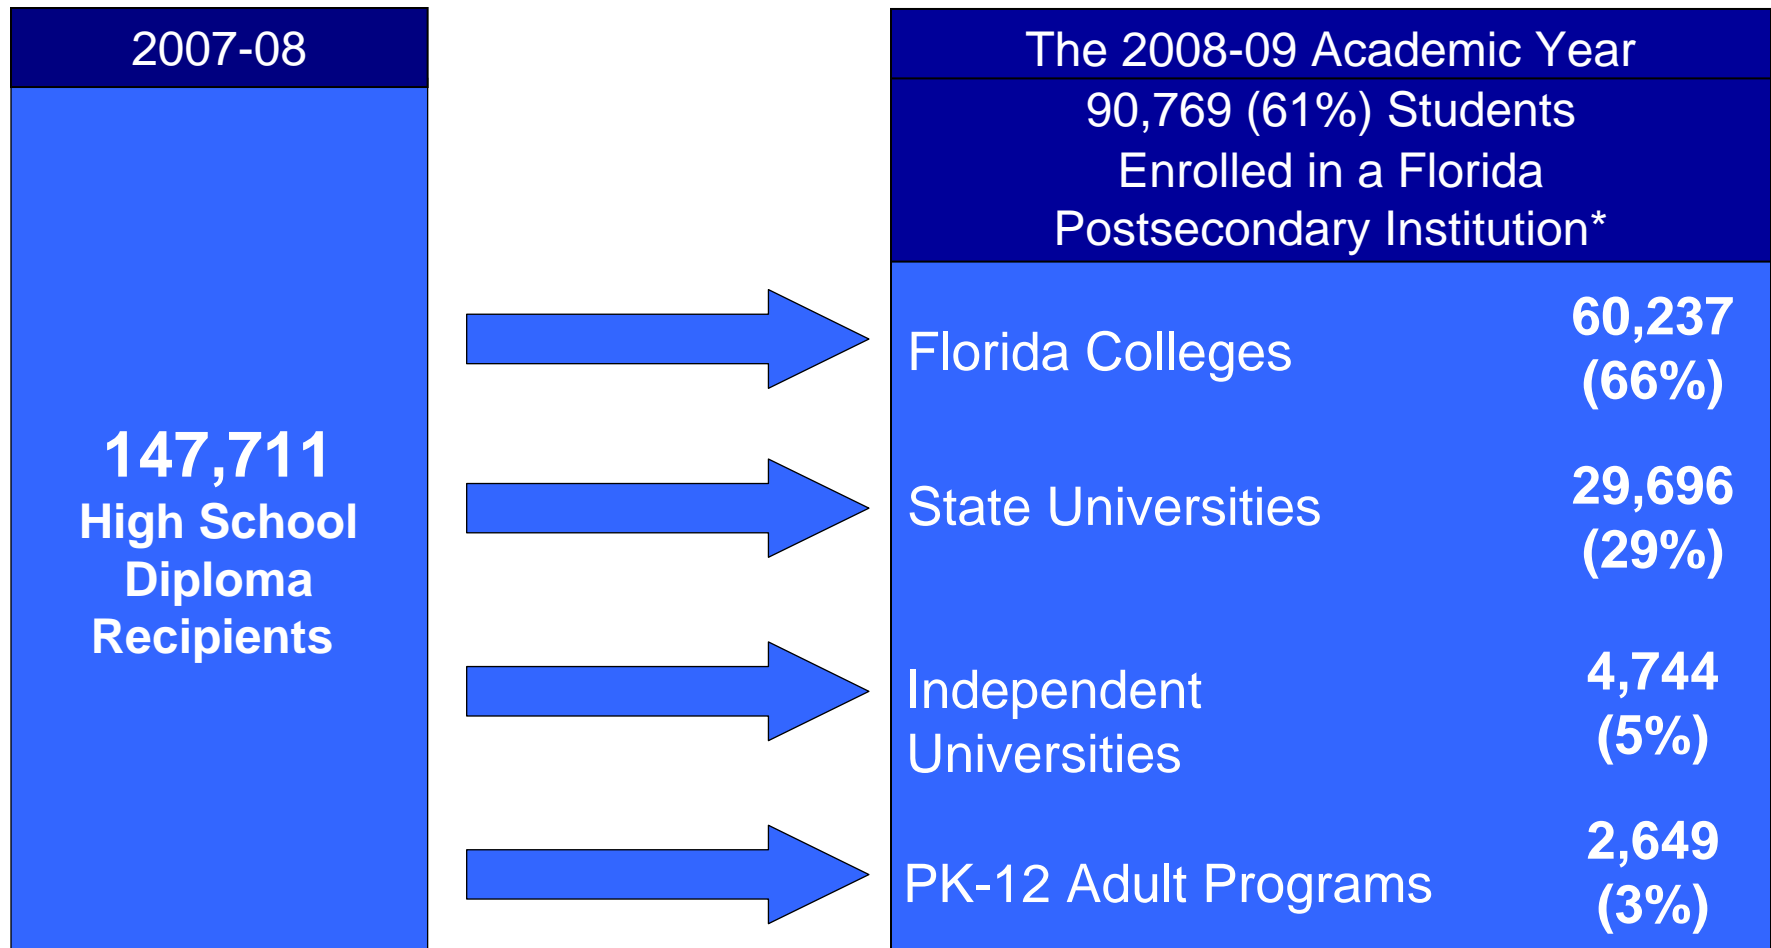 2007-08
147,711
High School
Diploma
Recipients
The 2008-09 Academic Year
90,769 (61%) Students
Enrolled in a Florida
Postsecondary Institution*
Florida Colleges
60,237
(66%)
State Universities
29,696
(29%)
Independent
Universities
4,744
(5%)
PK-12 Adult Programs
2,649
(3%)